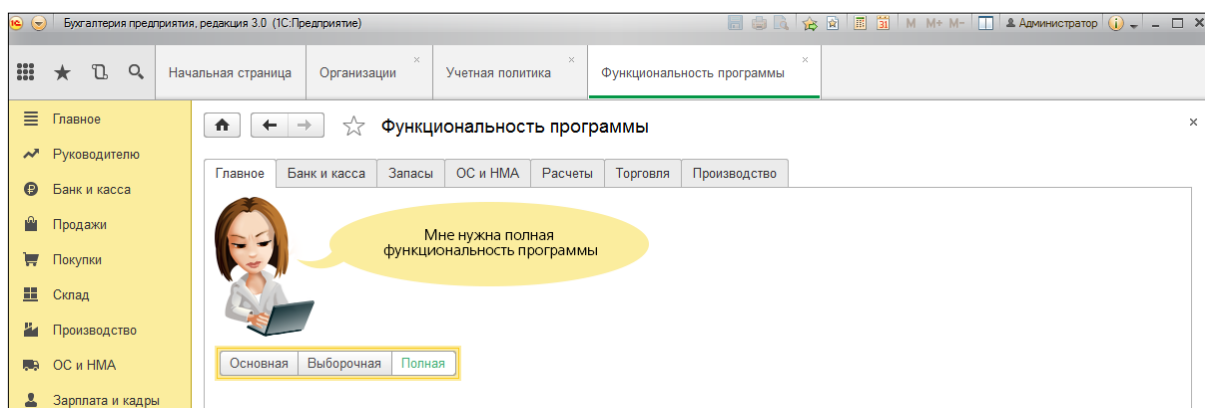 1С Бухгалтерия предприятия, редакция 3.0 (1С:Предприятие) 31 M M+ M- Администратор i
Начальная страница Организации Учетная политика Функциональность программы
Главное
Руководителю
Банк и касса
Продажи
Покупки
Склад
Производство
ОС и НМА
Зарплата и кадры
Функциональность программы
Главное Банк и касса Запасы ОС и НМА Расчеты Торговля Производство
Мне нужна полная
функциональность программы
Основная Выборочная Полная